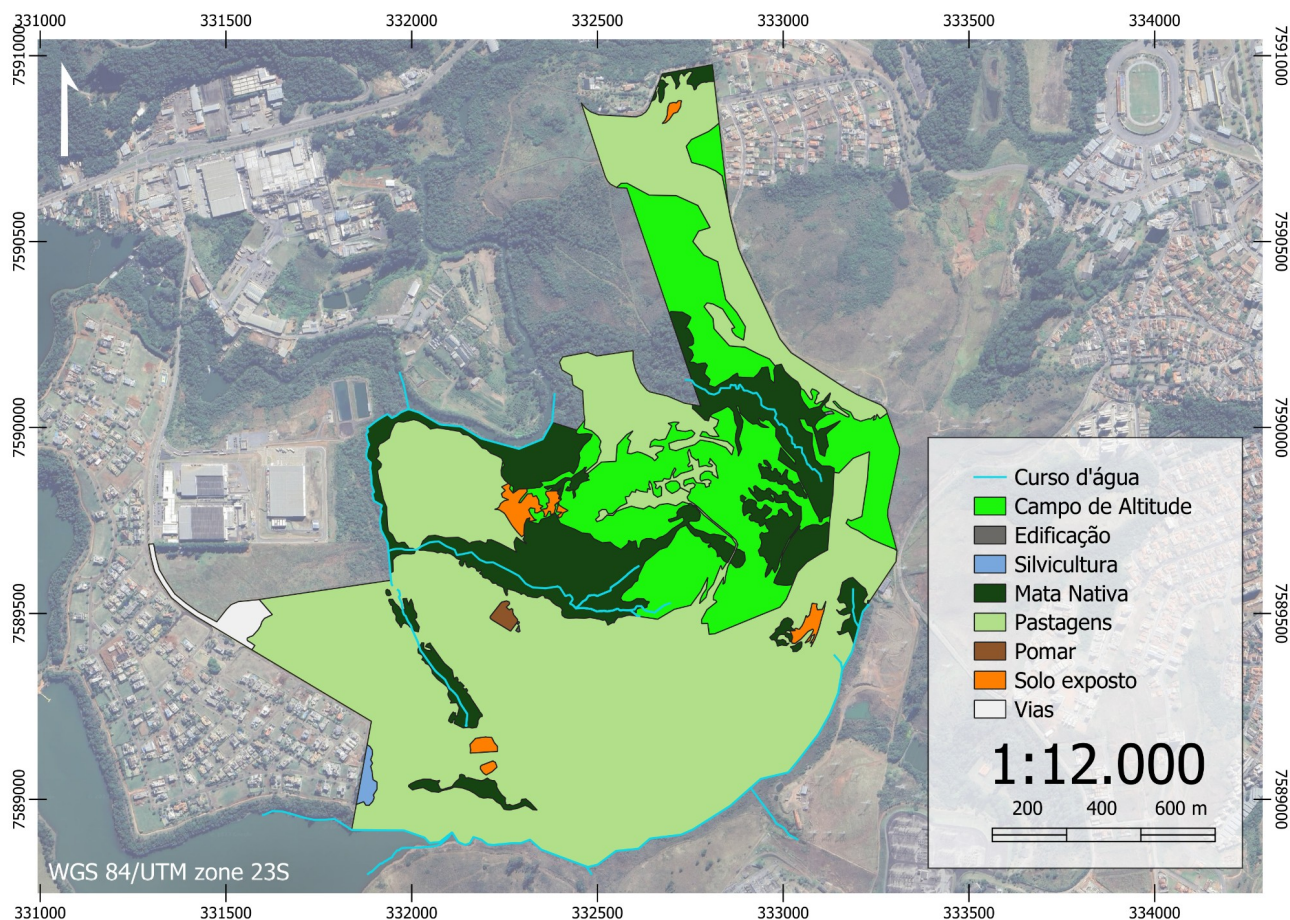 331000 331500 332000 332500 333000 333500 334000
7591000 7591000
7590500 7590500
7590000 7590000
7589500 7589500
7589000 7589000
Curso d'água
Campo de Altitude
Edificação
Silvicultura
Mata Nativa
Pastagens
Pomar
Solo exposto
Vias
1:12.000
200 400 600 m
WGS 84/UTM zone 23S
331000 331500 332000 332500 333000 333500 334000